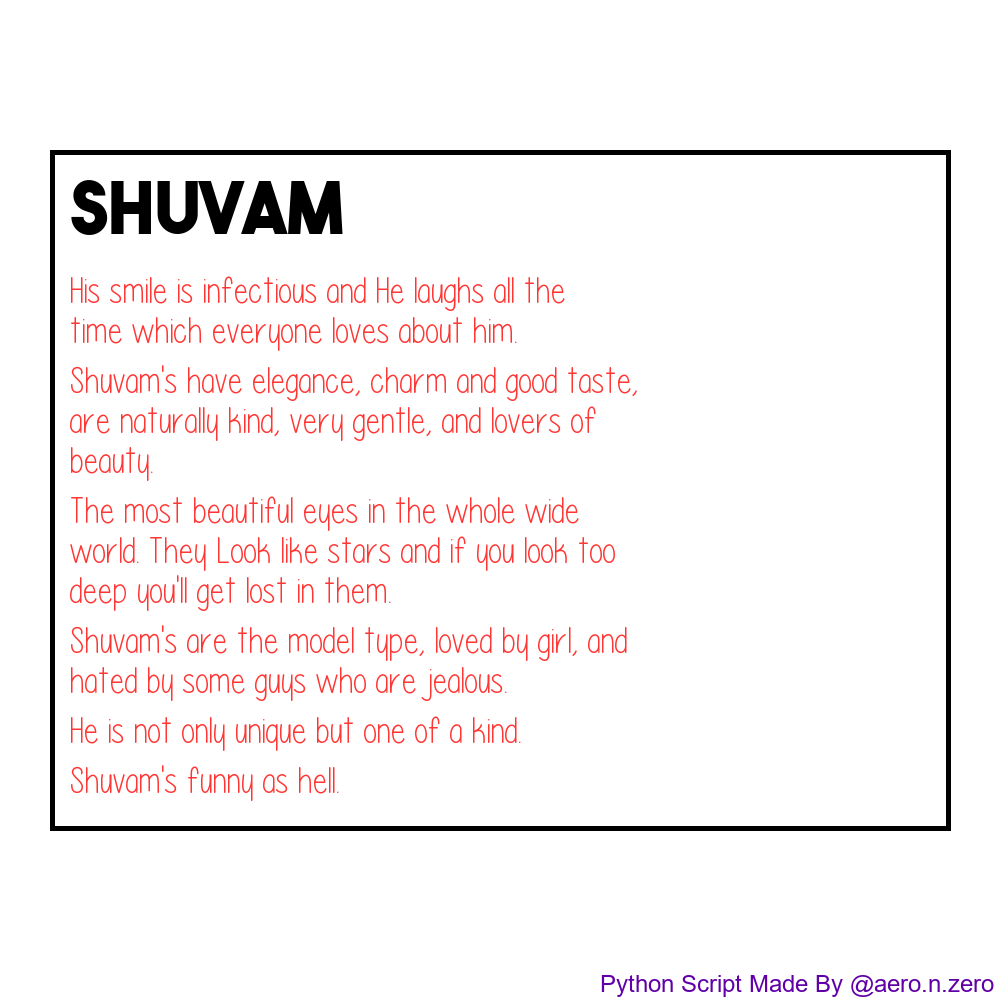 SHUVAM
His smile is infectious and He laughs all the
time which everyone loves about him.
Shuvam's have elegance, charm and good taste,
are naturally kind, very gentle, and lovers of
beauty.
The most beautiful eyes in the whole wide
world. They Look like stars and if you look too
deep you'll get lost in them.
Shuvam's are the model type, loved by girl, and
hated by some guys who are jealous.
He is not only unique but one of a kind.
Shuvam's funny as hell.
Python Script Made By @aero.n.zero